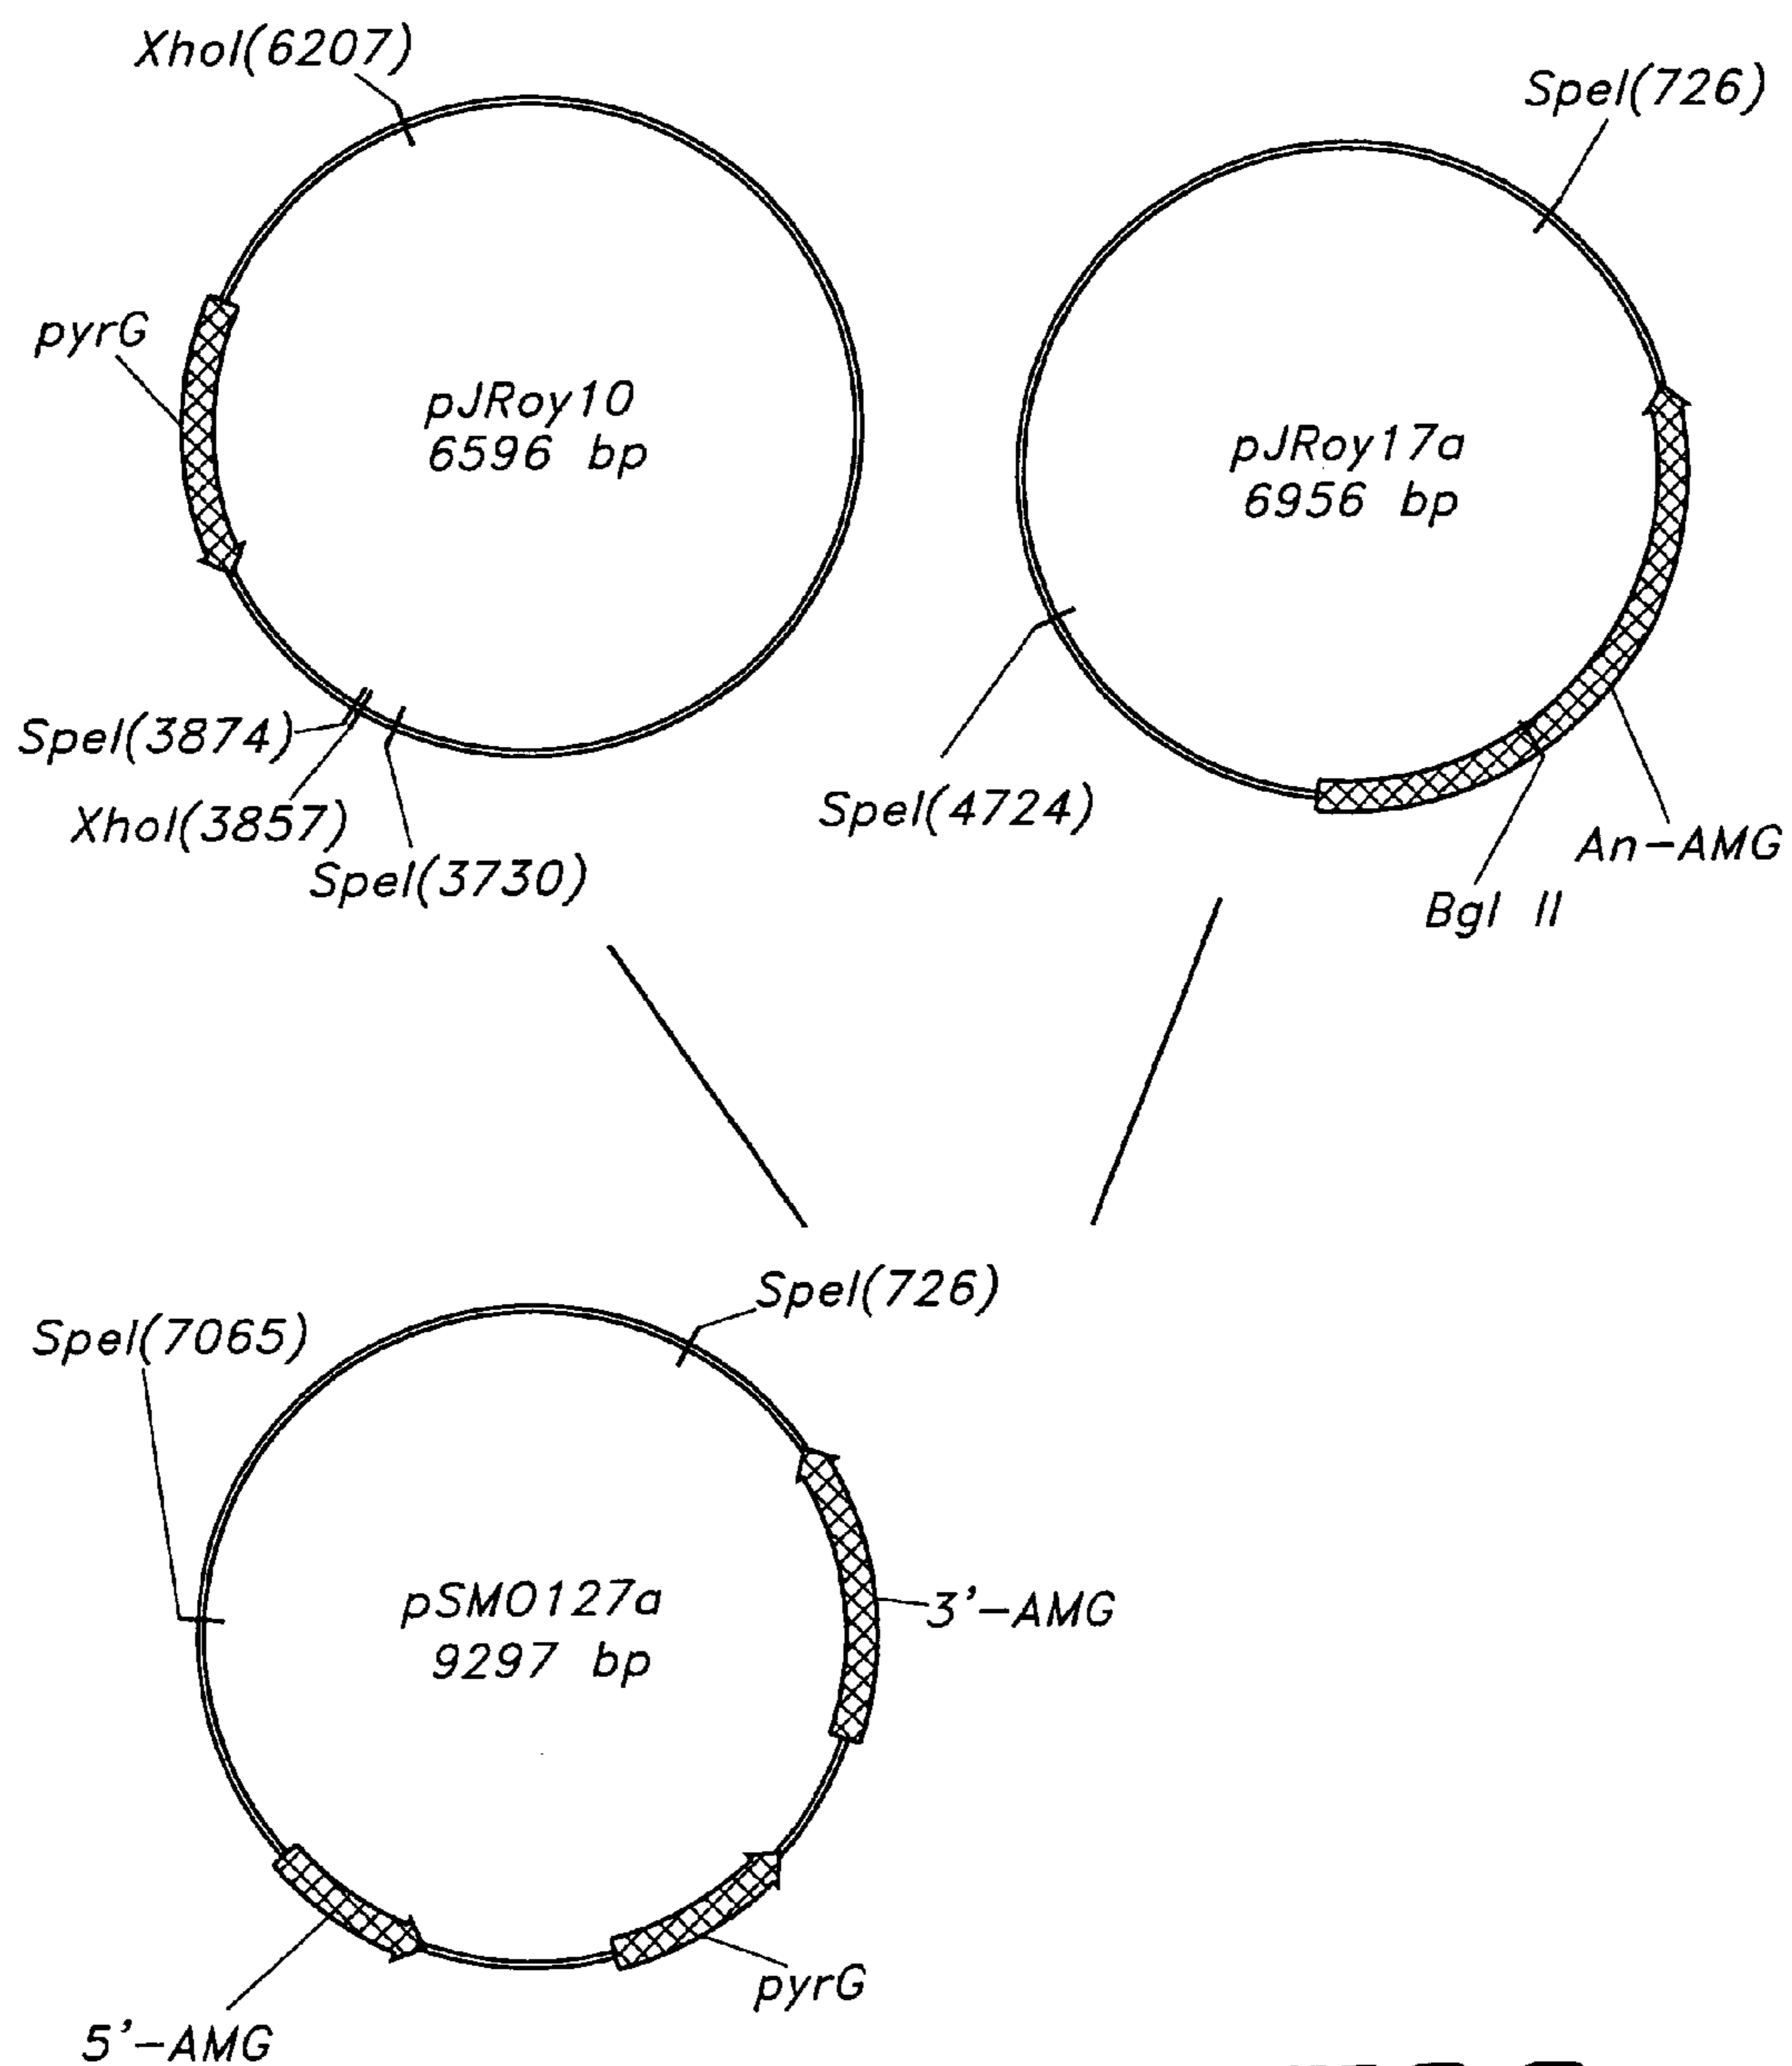 XhoI(6207)
SpeI(726)
pyrG
pJRoy10
6596 bp
pJRoy17a
6956 bp
SpeI(3874)
XhoI(3857)
SpeI(3730)
SpeI(4724)
An-AMG
Bgl II
SpeI(726)
SpeI(7065)
pSMO127a
9297 bp
3'-AMG
pyrG
5'-AMG